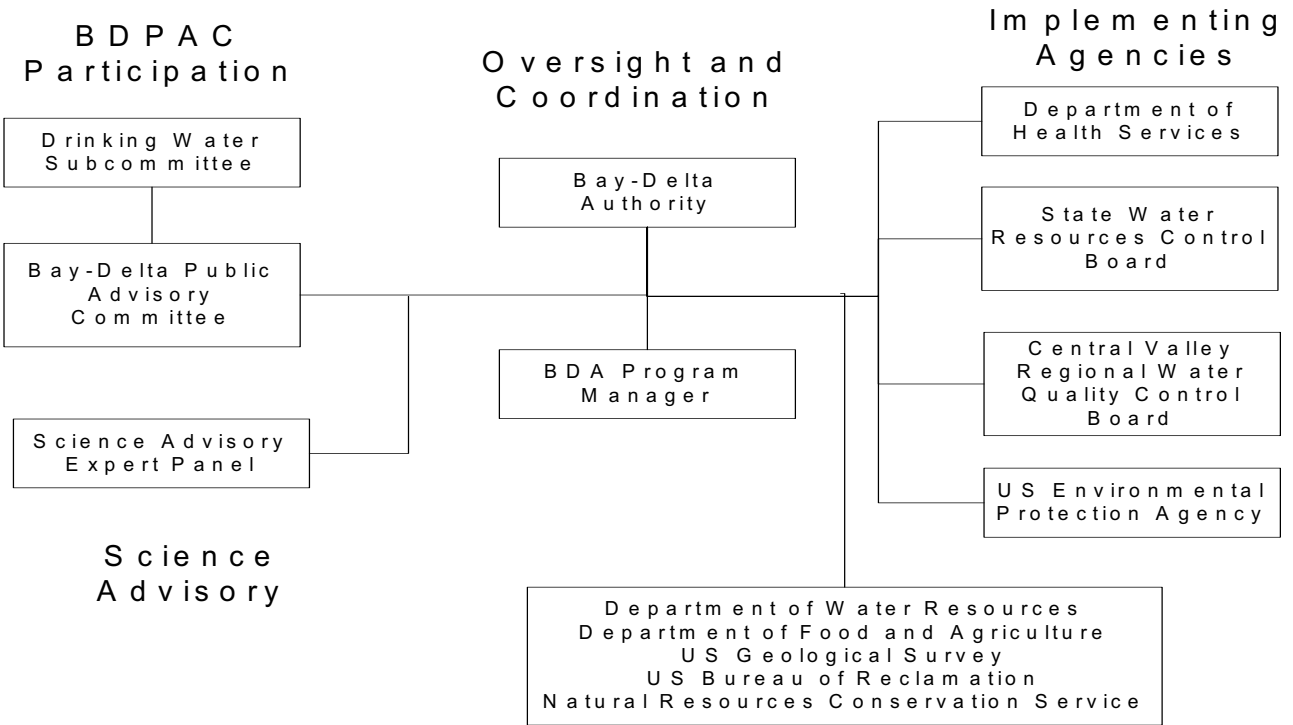 BDPAC
Participation
Drinking Water
Subcommittee
Bay-Delta Public
Advisory
Committee
Science Advisory
Expert Panel
Science
Advisory
Oversight and
Coordination
Bay-Delta
Authority
BDA Program
Manager
Implementing
Agencies
Department of
Health Services
State Water
Resources Control
Board
Central Valley
Regional Water
Quality Control
Board
US Environmental
Protection Agency
Department of Water Resources
Department of Food and Agriculture
US Geological Survey
US Bureau of Reclamation
Natural Resources Conservation Service